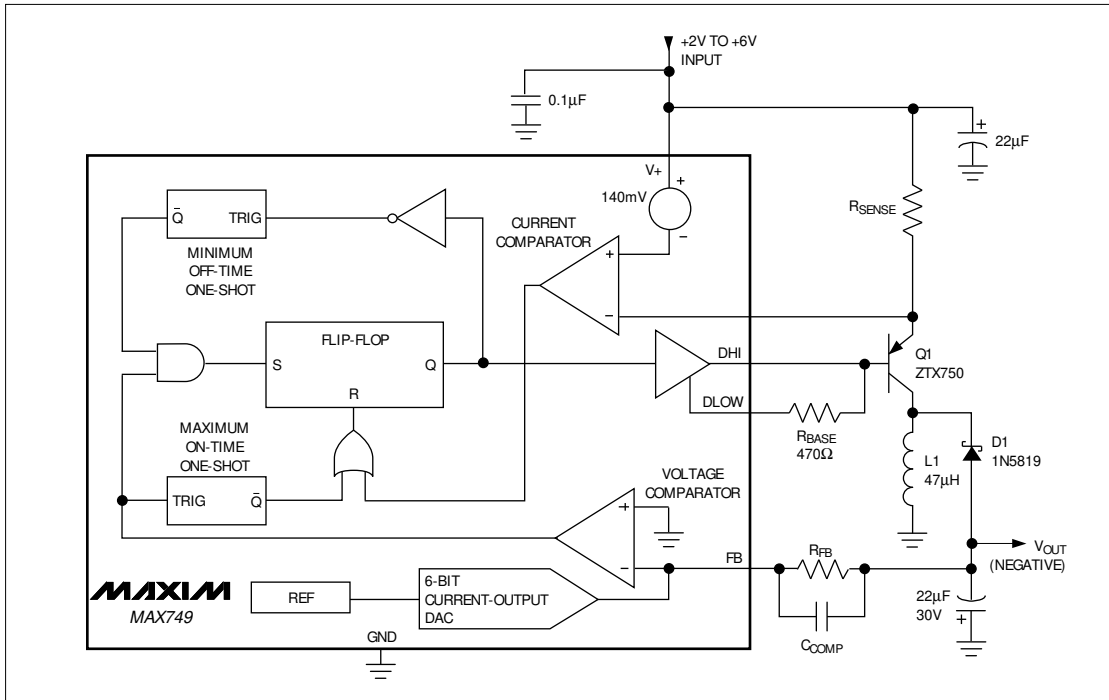 +2V TO +6V
INPUT
0.1µF
22µF
V+
+
140mV
−
RSENSE
Q̄ TRIG
MINIMUM
OFF-TIME
ONE-SHOT
CURRENT
COMPARATOR
+
−
FLIP-FLOP
S Q
R
DHI
DLOW
Q1
ZTX750
RBASE
470Ω
L1
47µH
D1
1N5819
MAXIMUM
ON-TIME
ONE-SHOT
TRIG Q̄
VOLTAGE
COMPARATOR
+
−
FB
RFB
CCOMP
VOUT
(NEGATIVE)
22µF
30V
+
MAXIM
MAX749
REF
6-BIT
CURRENT-OUTPUT
DAC
GND
+